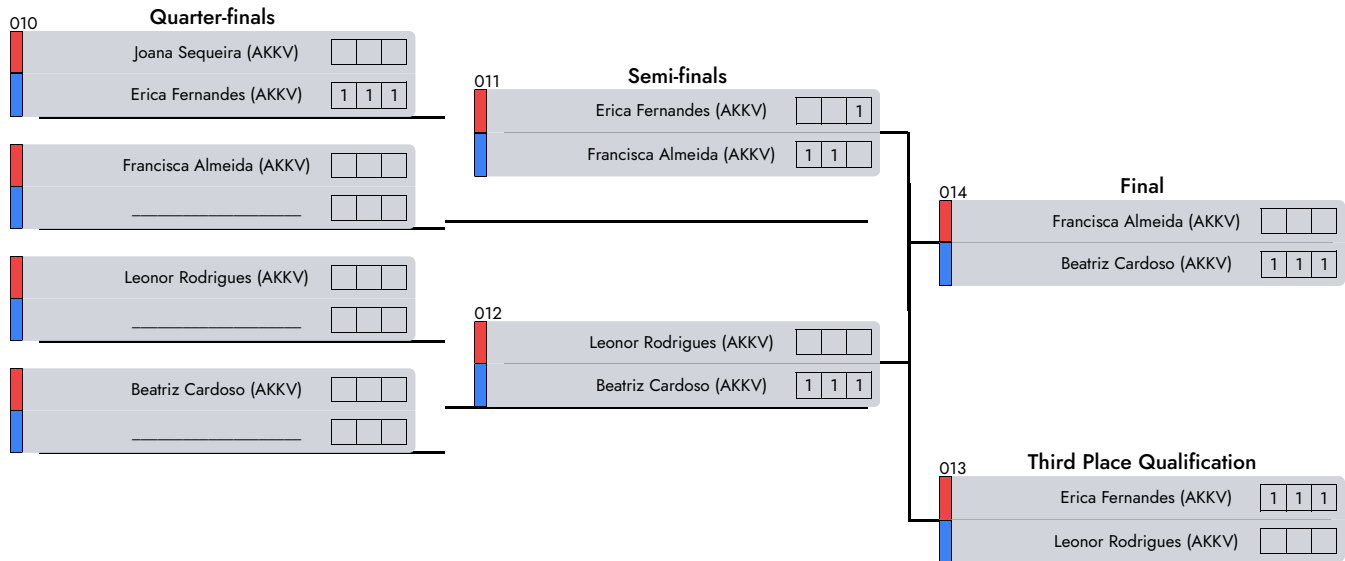 Quarter-finals
010
Joana Sequeira (AKKV)
Erica Fernandes (AKKV) 1 1 1
Francisca Almeida (AKKV)
____________________
Leonor Rodrigues (AKKV)
____________________
Beatriz Cardoso (AKKV)
____________________
Semi-finals
011
Erica Fernandes (AKKV) 1
Francisca Almeida (AKKV) 1 1
012
Leonor Rodrigues (AKKV)
Beatriz Cardoso (AKKV) 1 1 1
Final
014
Francisca Almeida (AKKV)
Beatriz Cardoso (AKKV) 1 1 1
Third Place Qualification
013
Erica Fernandes (AKKV) 1 1 1
Leonor Rodrigues (AKKV)